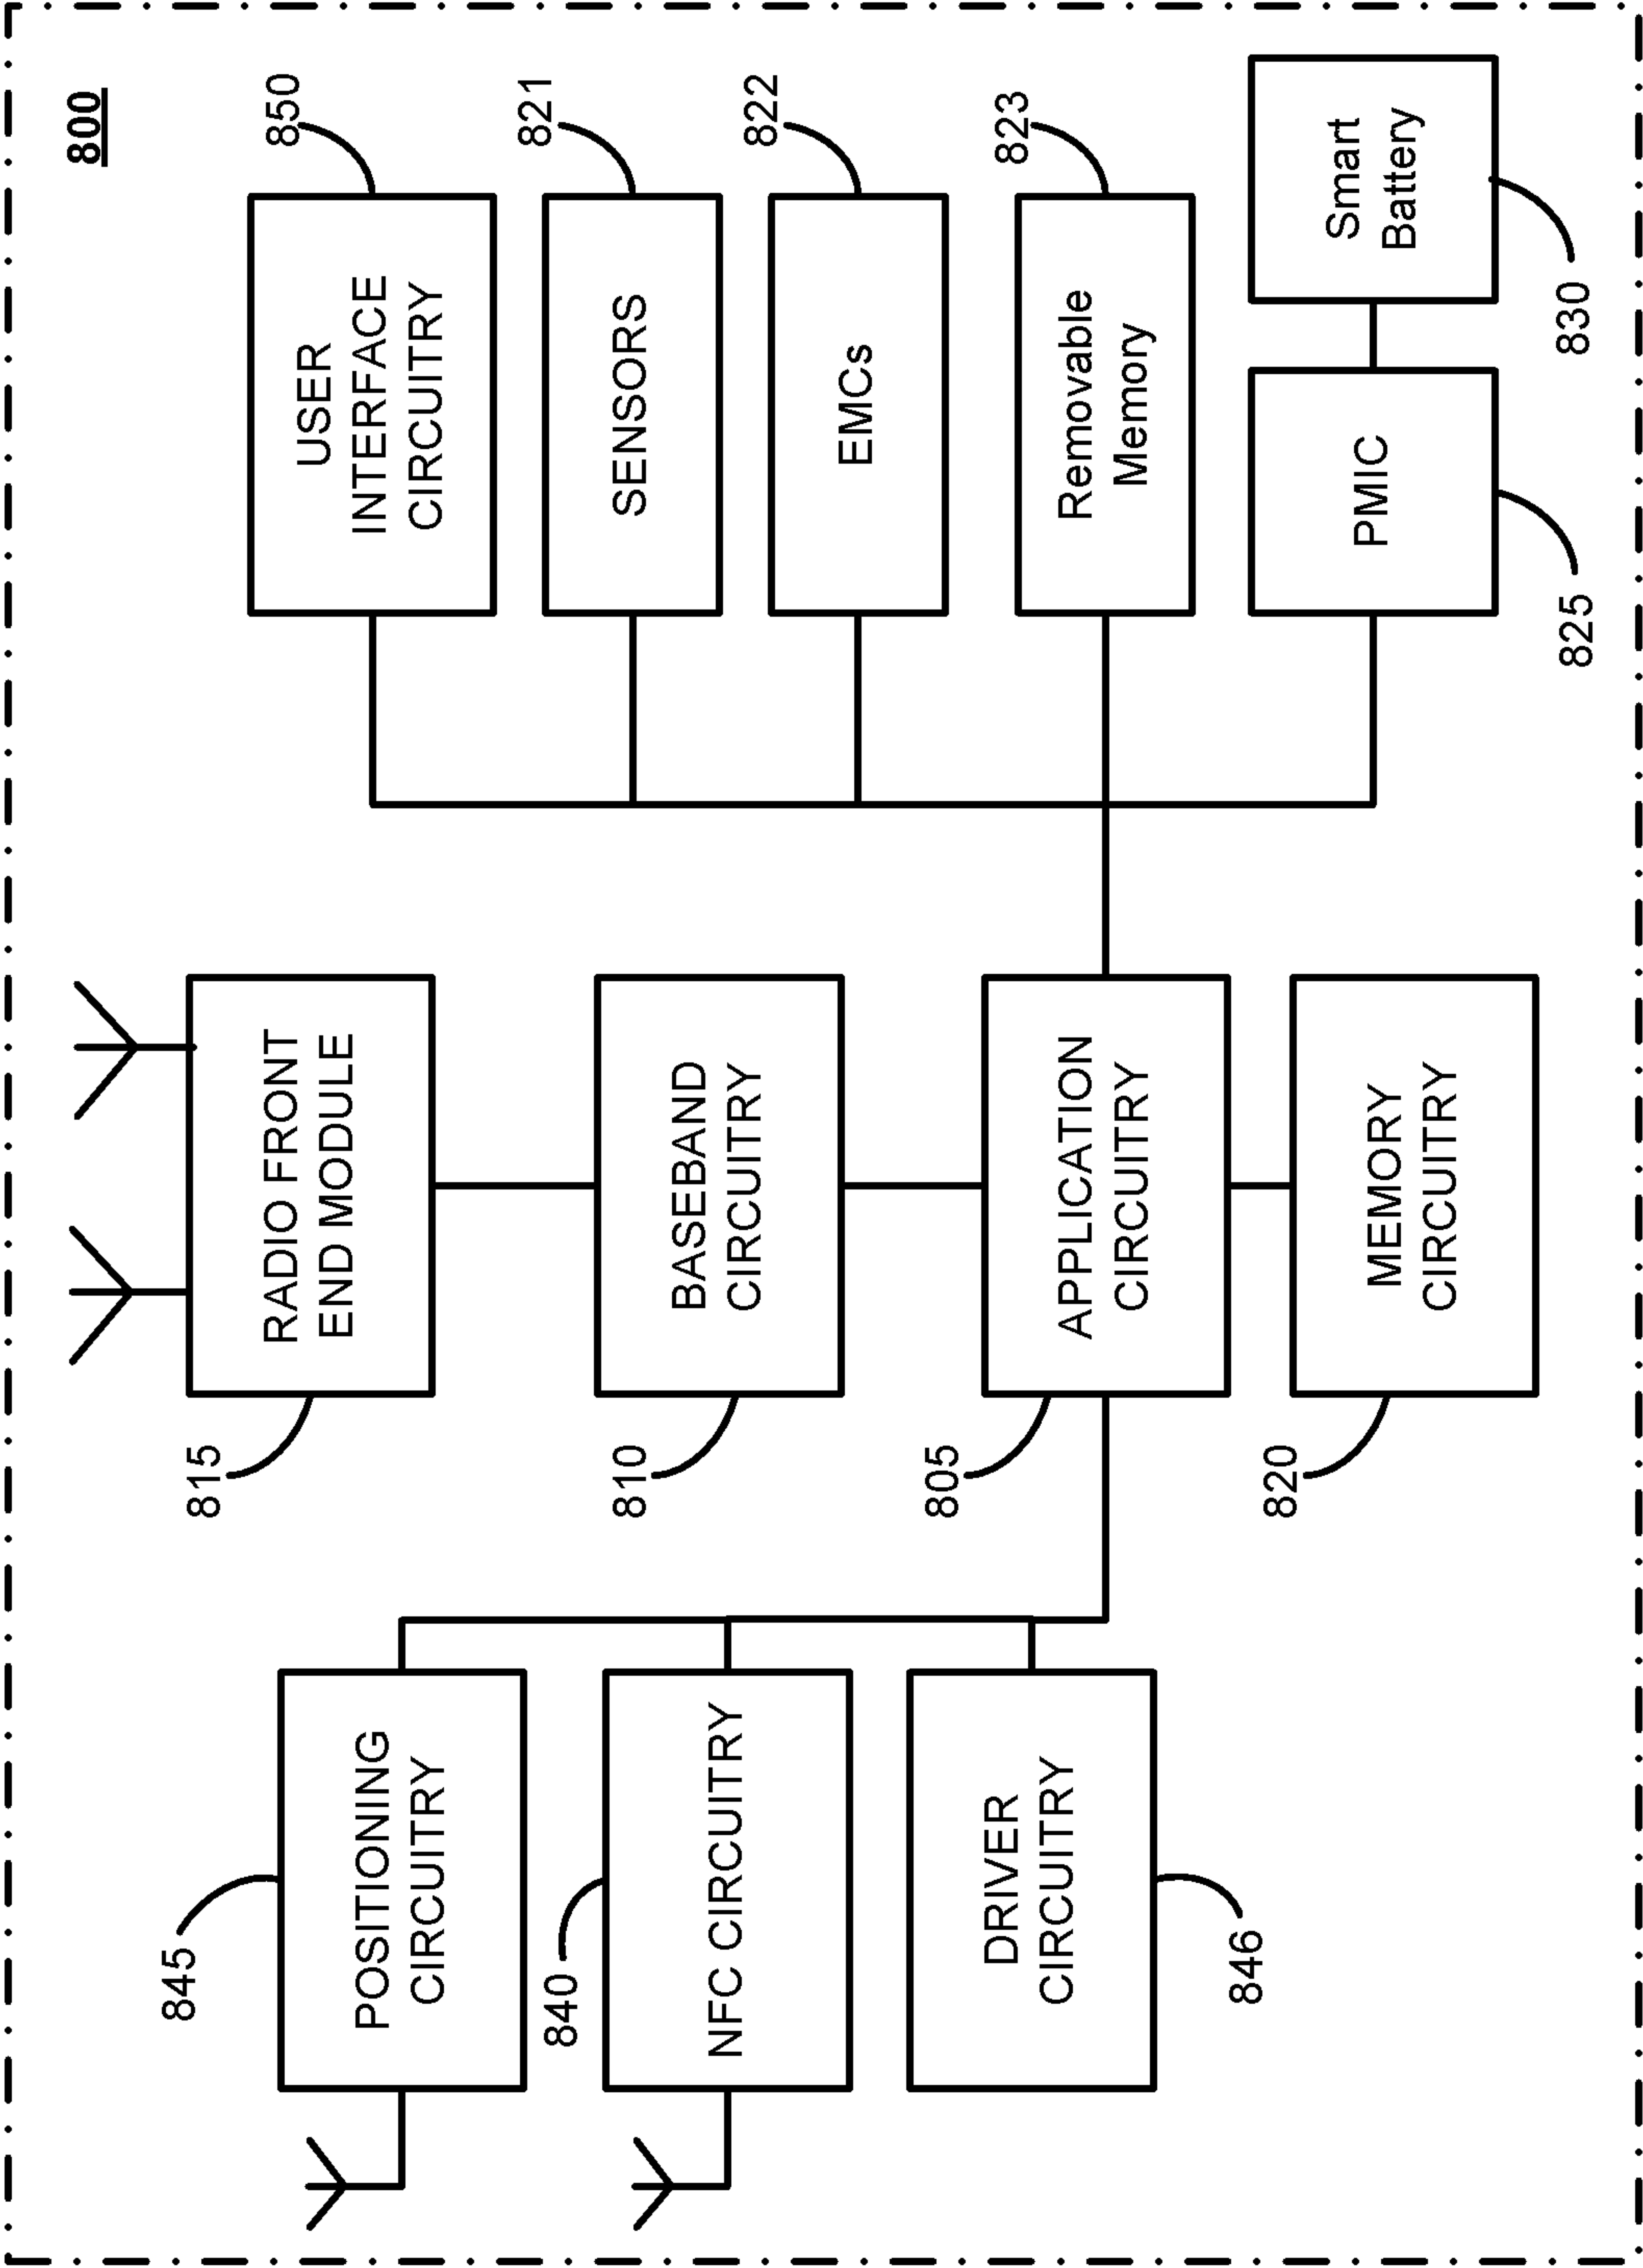 800
845
POSITIONING
CIRCUITRY
840
NFC CIRCUITRY
DRIVER
CIRCUITRY
846
815
RADIO FRONT
END MODULE
810
BASEBAND
CIRCUITRY
805
APPLICATION
CIRCUITRY
820
MEMORY
CIRCUITRY
850
USER
INTERFACE
CIRCUITRY
821
SENSORS
822
EMCs
823
Removable
Memory
PMIC
825
Smart
Battery
830